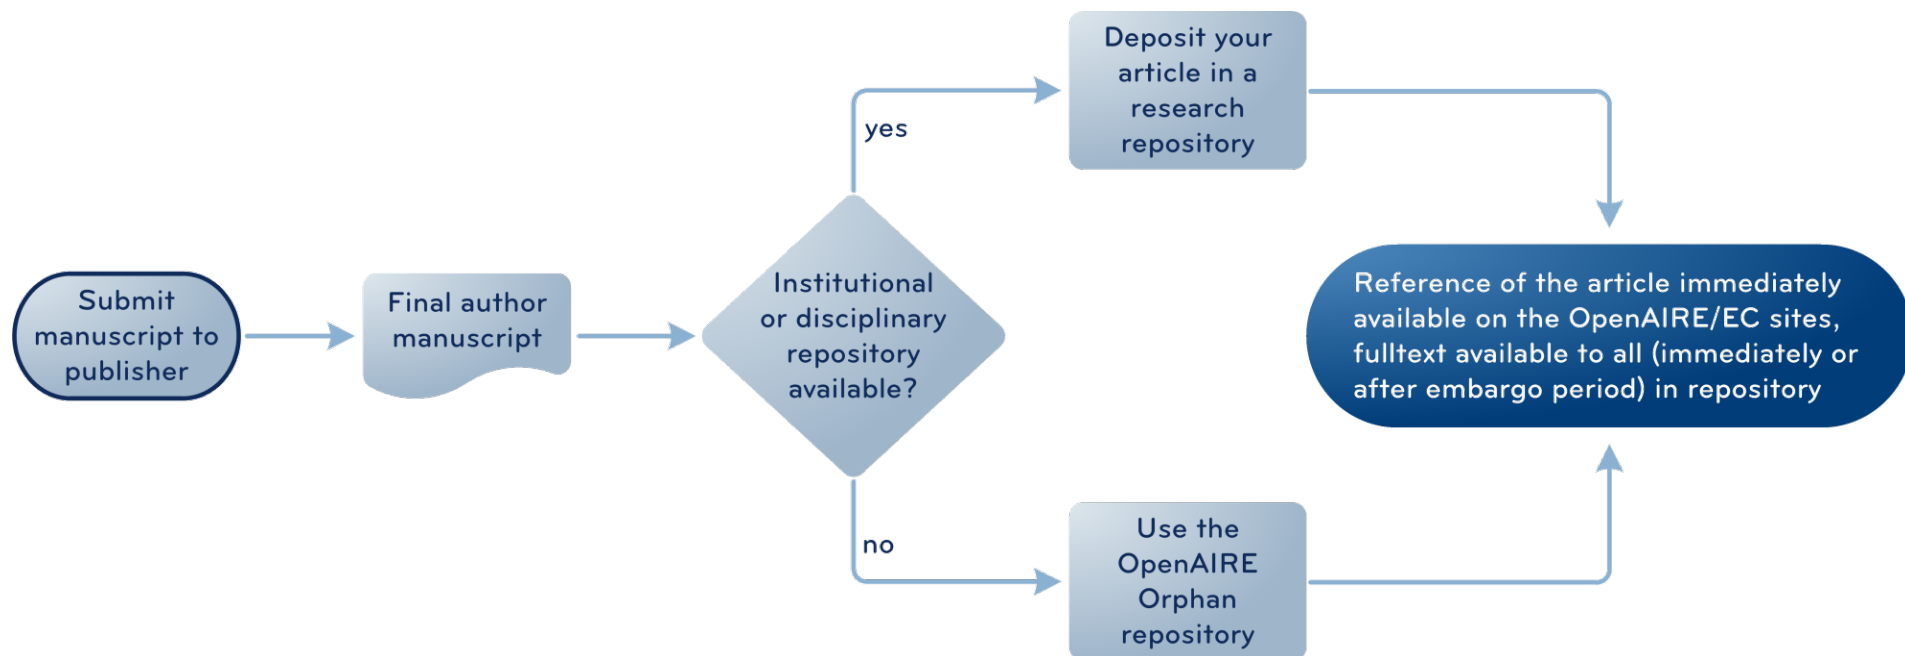 Submit
manuscript to
publisher
Final author
manuscript
Institutional
or disciplinary
repository
available?
yes
Deposit your
article in a
research
repository
no
Use the
OpenAIRE
Orphan
repository
Reference of the article immediately
available on the OpenAIRE/EC sites,
fulltext available to all (immediately or
after embargo period) in repository